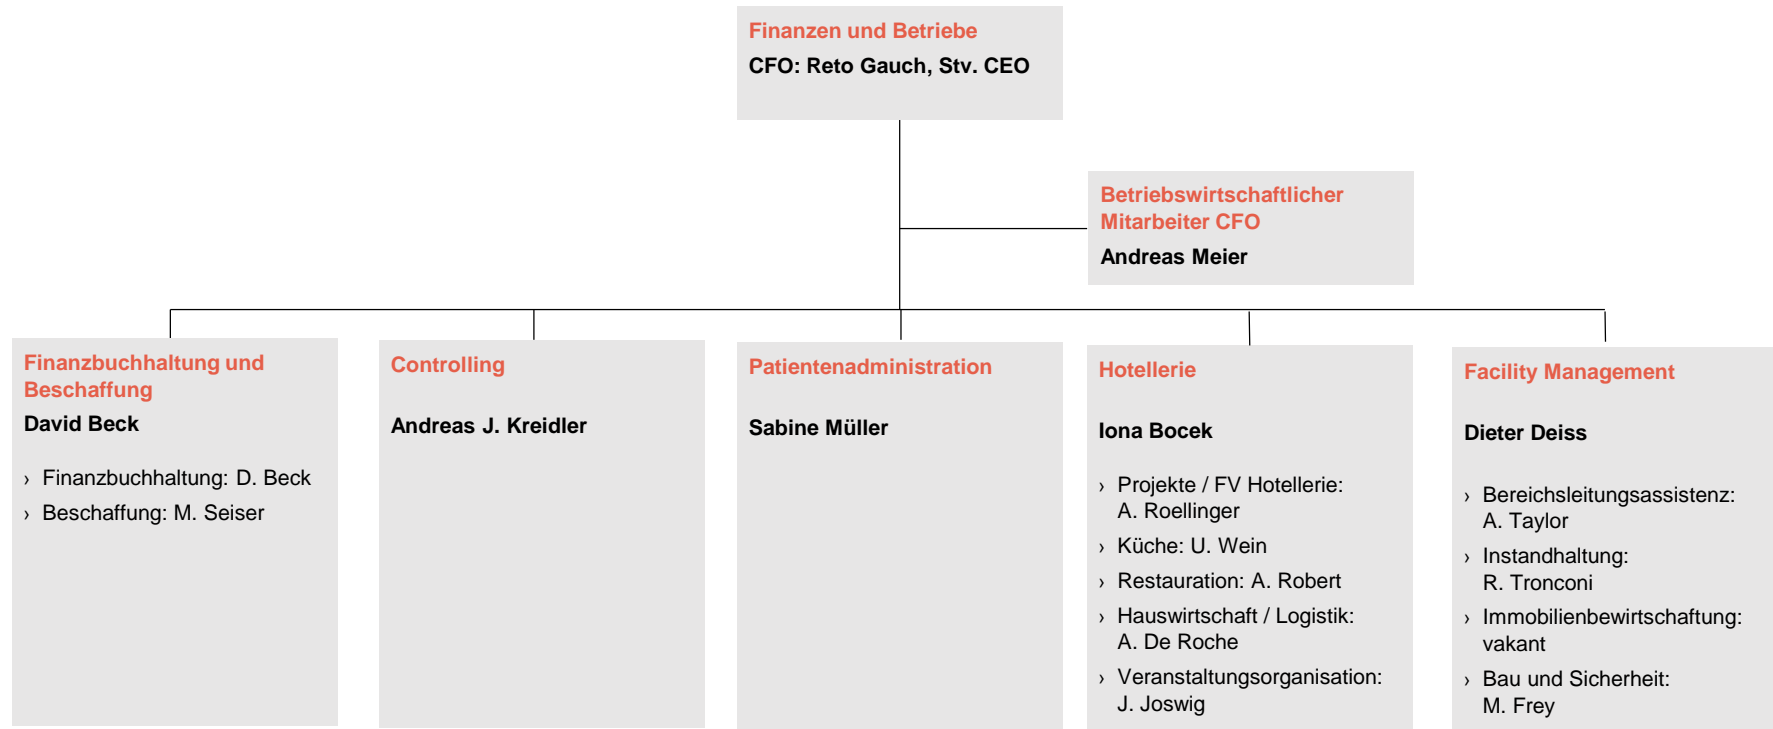 Finanzen und Betriebe
CFO: Reto Gauch, Stv. CEO
Betriebswirtschaftlicher
Mitarbeiter CFO
Andreas Meier
Finanzbuchhaltung und
Beschaffung
David Beck
› Finanzbuchhaltung: D. Beck
› Beschaffung: M. Seiser
Controlling
Andreas J. Kreidler
Patientenadministration
Sabine Müller
Hotellerie
Iona Bocek
› Projekte / FV Hotellerie:
A. Roellinger
› Küche: U. Wein
› Restauration: A. Robert
› Hauswirtschaft / Logistik:
A. De Roche
› Veranstaltungsorganisation:
J. Joswig
Facility Management
Dieter Deiss
› Bereichsleitungsassistenz:
A. Taylor
› Instandhaltung:
R. Tronconi
› Immobilienbewirtschaftung:
vakant
› Bau und Sicherheit:
M. Frey